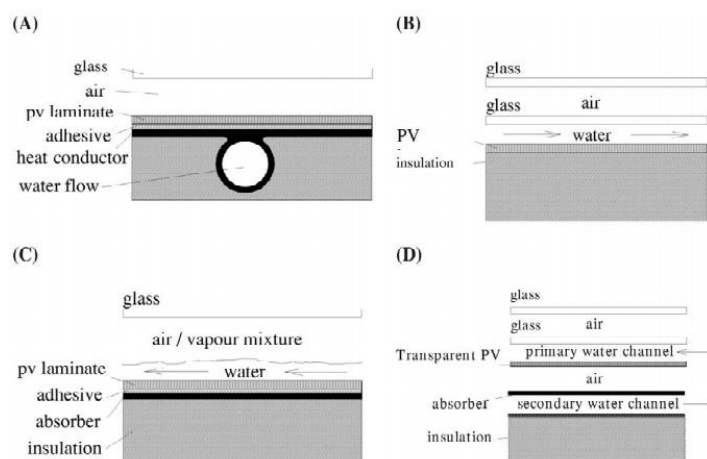 (A)
glass
air
pv laminate
adhesive
heat conductor
water flow
(B)
glass
glass
air
water
PV
insulation
(C)
glass
air / vapour mixture
water
pv laminate
adhesive
absorber
insulation
(D)
glass
air
glass
primary water channel
Transparent PV
air
absorber
secondary water channel
insulation